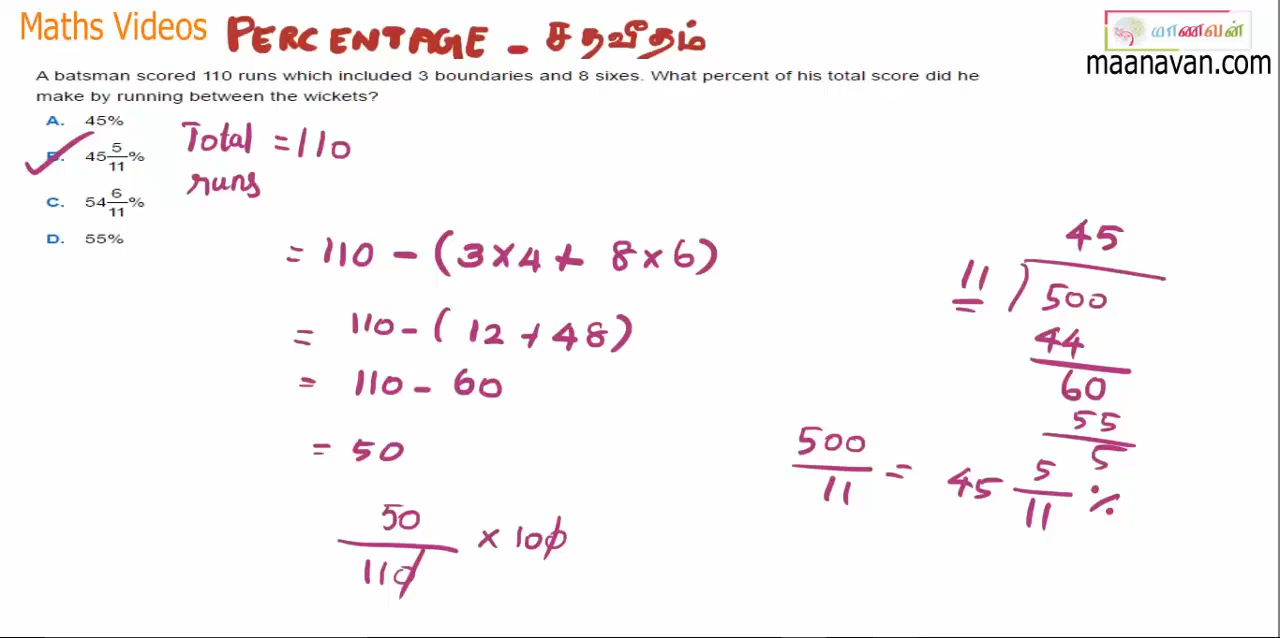 Maths Videos PERCENTAGE - சதவீதம்
மாணவன்
maanavan.com
A batsman scored 110 runs which included 3 boundaries and 8 sixes. What percent of his total score did he
make by running between the wickets?
A. 45%
B. 45 5/11 %
C. 54 6/11 %
D. 55%
Total = 110
runs
= 110 - (3 x 4 + 8 x 6)
= 110 - ( 12 + 48)
= 110 - 60
= 50
50/110 x 100
45
11 ) 500
44
60
55
5
500/11 = 45 5/11 %